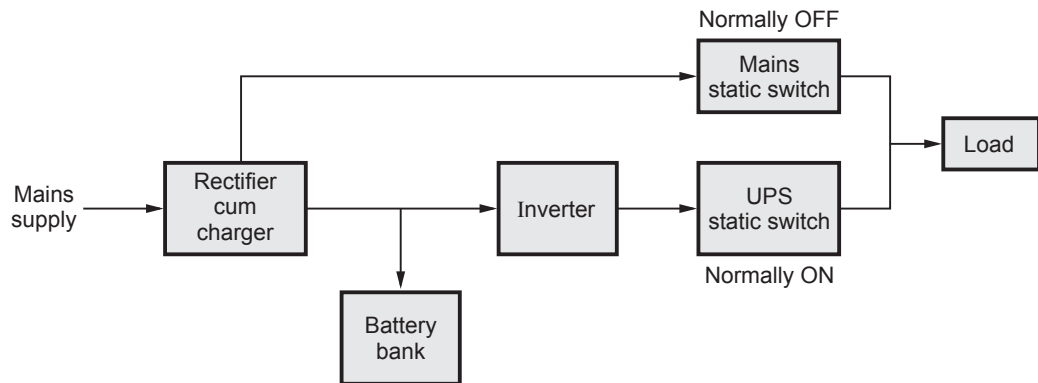 Normally OFF
Mains
static switch
Load
Mains
supply
Rectifier
cum
charger
Inverter
UPS
static switch
Normally ON
Battery
bank